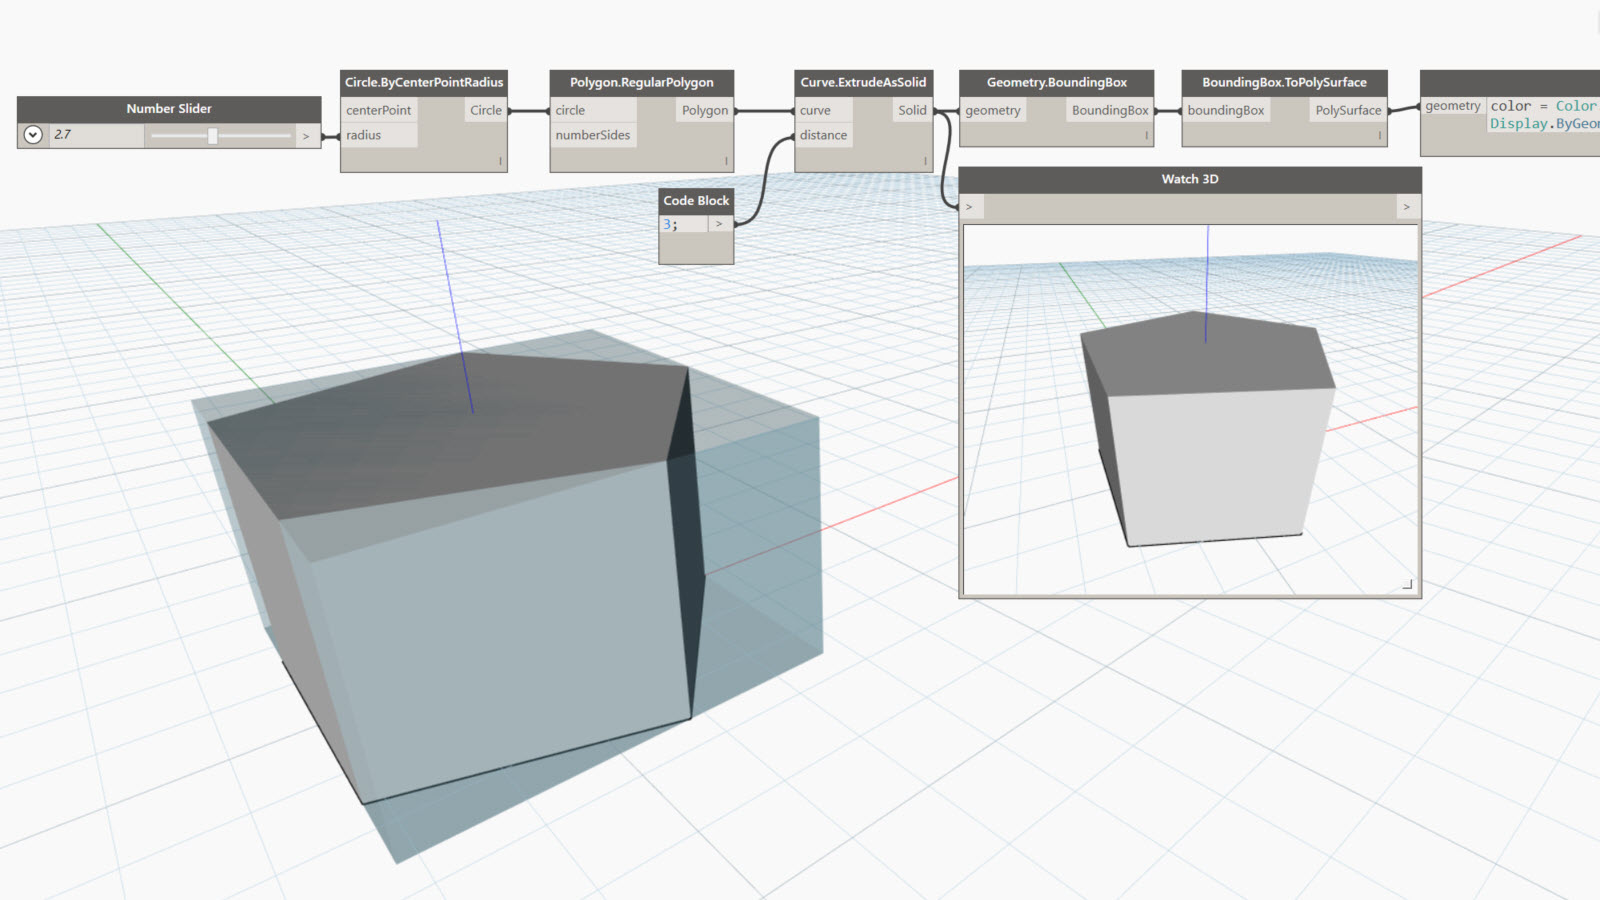 Number Slider
2.7
>
Circle.ByCenterPointRadius
centerPoint
Circle
radius
Polygon.RegularPolygon
circle
Polygon
numberSides
Code Block
3;
>
Curve.ExtrudeAsSolid
curve
Solid
distance
Geometry.BoundingBox
geometry
BoundingBox
BoundingBox.ToPolySurface
boundingBox
PolySurface
geometry
color = Color
Display.ByGeo
Watch 3D
>
>